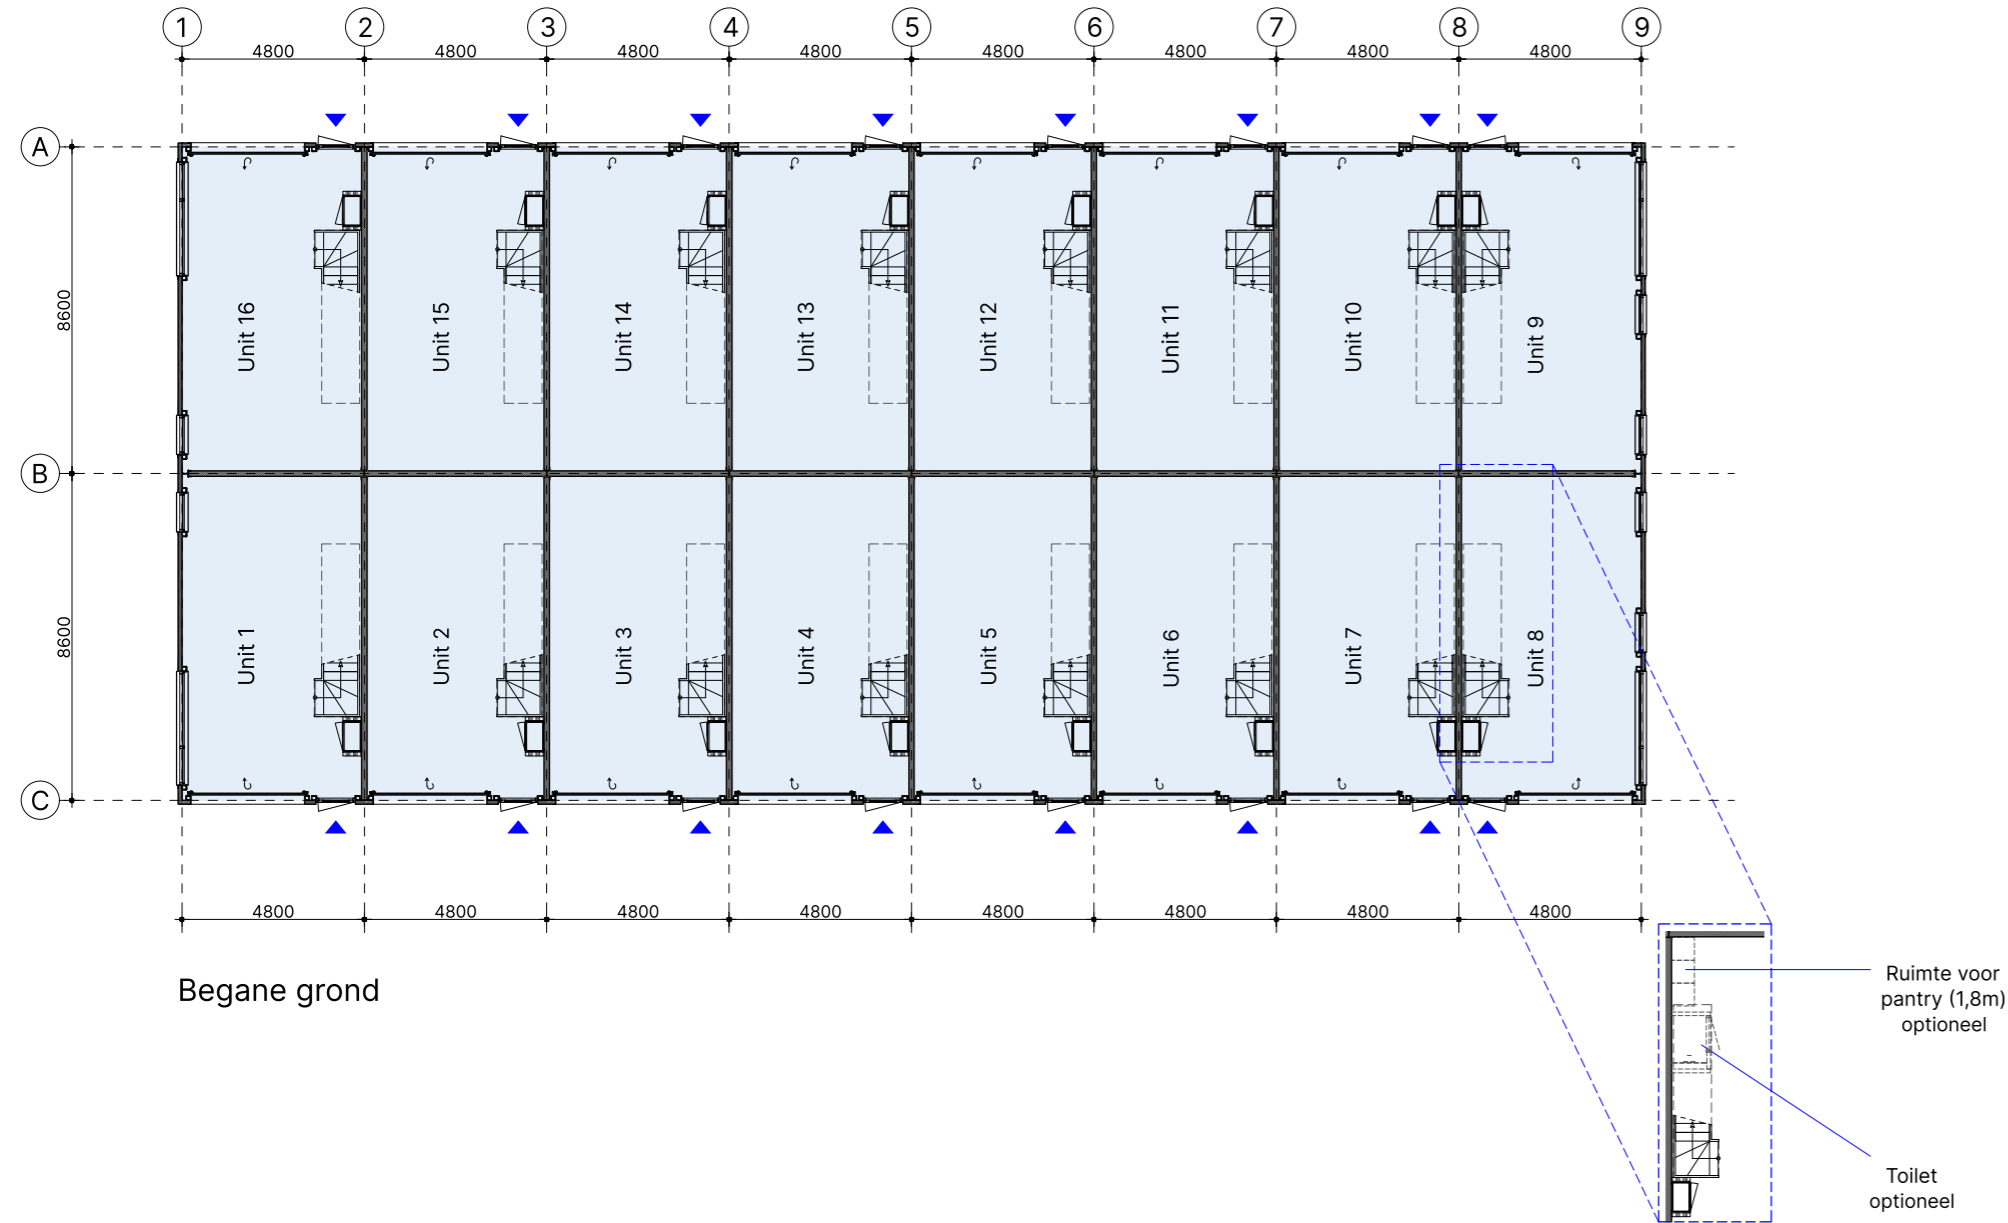 1 2 3 4 5 6 7 8 9
4800 4800 4800 4800 4800 4800 4800 4800
A
8600
Unit 16 Unit 15 Unit 14 Unit 13 Unit 12 Unit 11 Unit 10 Unit 9
B
8600
Unit 1 Unit 2 Unit 3 Unit 4 Unit 5 Unit 6 Unit 7 Unit 8
C
4800 4800 4800 4800 4800 4800 4800 4800
Begane grond
Ruimte voor
pantry (1,8m)
optioneel
Toilet
optioneel